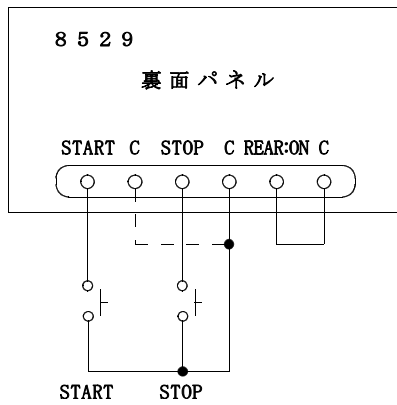 ８５２９
裏面パネル
START C STOP C REAR:ON C
START STOP